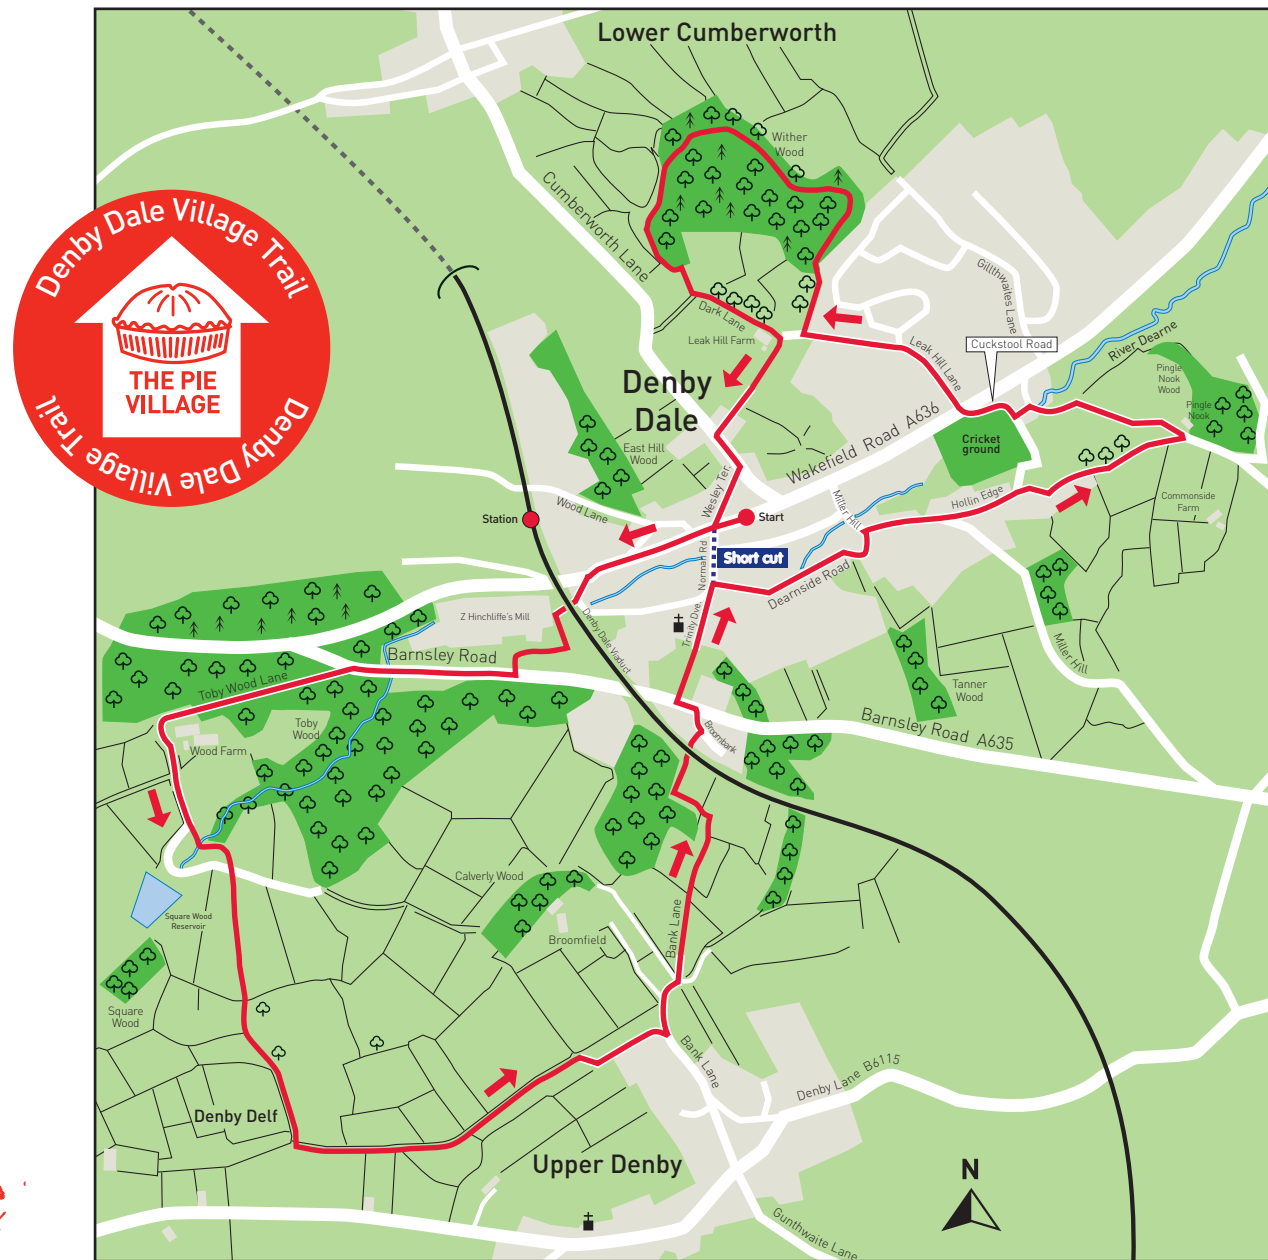 Lower Cumberworth
Wither
Wood
Denby Dale Village Trail
THE PIE
VILLAGE
Denby Dale Village Trail
Cumberworth Lane
Gillthwaites Lane
Dark Lane
Leak Hill Farm
Leak Hill Lane
Cuckstool Road
River Dearne
Pingle
Nook
Wood
Pingle
Nook
Denby
Dale
Wakefield Road A636
Cricket
ground
East Hill
Wood
Wesley Ter.
Wood Lane
Station
Start
Miller Hill
Hollin Edge
Commonside
Farm
Norman Rd
Short cut
Dearnside Road
Z Hinchliffe's Mill
Denby Dale Viaduct
Trinity Dve
Miller Hill
Barnsley Road
Toby Wood Lane
Tanner
Wood
Toby
Wood
Wood Farm
Broombank
Barnsley Road A635
Calverly Wood
Square Wood
Reservoir
Broomfield
Bank Lane
Square
Wood
Bank Lane
Denby Lane B6115
Denby Delf
Upper Denby
N
Gunthwaite Lane